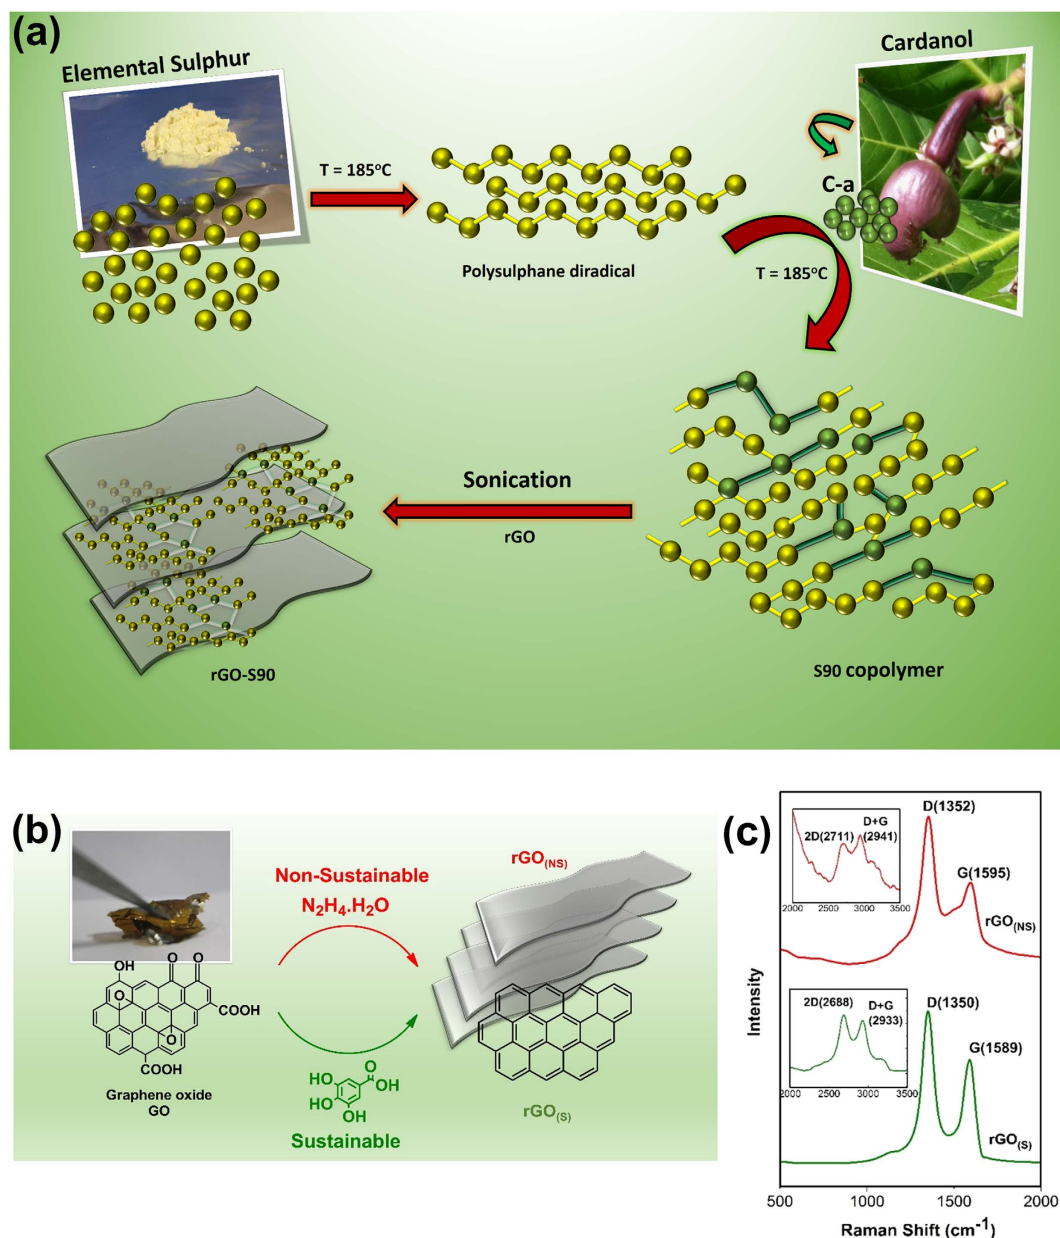 (a)
Elemental Sulphur
Cardanol
T = 185°C
C-a
Polysulphane diradical
T = 185°C
Sonication
rGO
rGO-S90
S90 copolymer
(b)
Non-Sustainable
N₂H₄.H₂O
rGO(NS)
OH
O
O
O
COOH
O
COOH
Graphene oxide
GO
O
HO
OH
HO
HO
OH
Sustainable
rGO(S)
(c)
D(1352)
D+G
2D(2711)
(2941)
G(1595)
rGO(NS)
2000 2500 3000 3500
D(1350)
2D(2688)
D+G
(2933)
G(1589)
rGO(S)
2000 2500 3000 3500
Intensity
500 1000 1500 2000
Raman Shift (cm⁻¹)